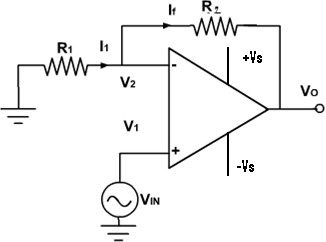 If
R2
R1
I1
+Vs
V2
-
Vo
V1
+
-Vs
VIN